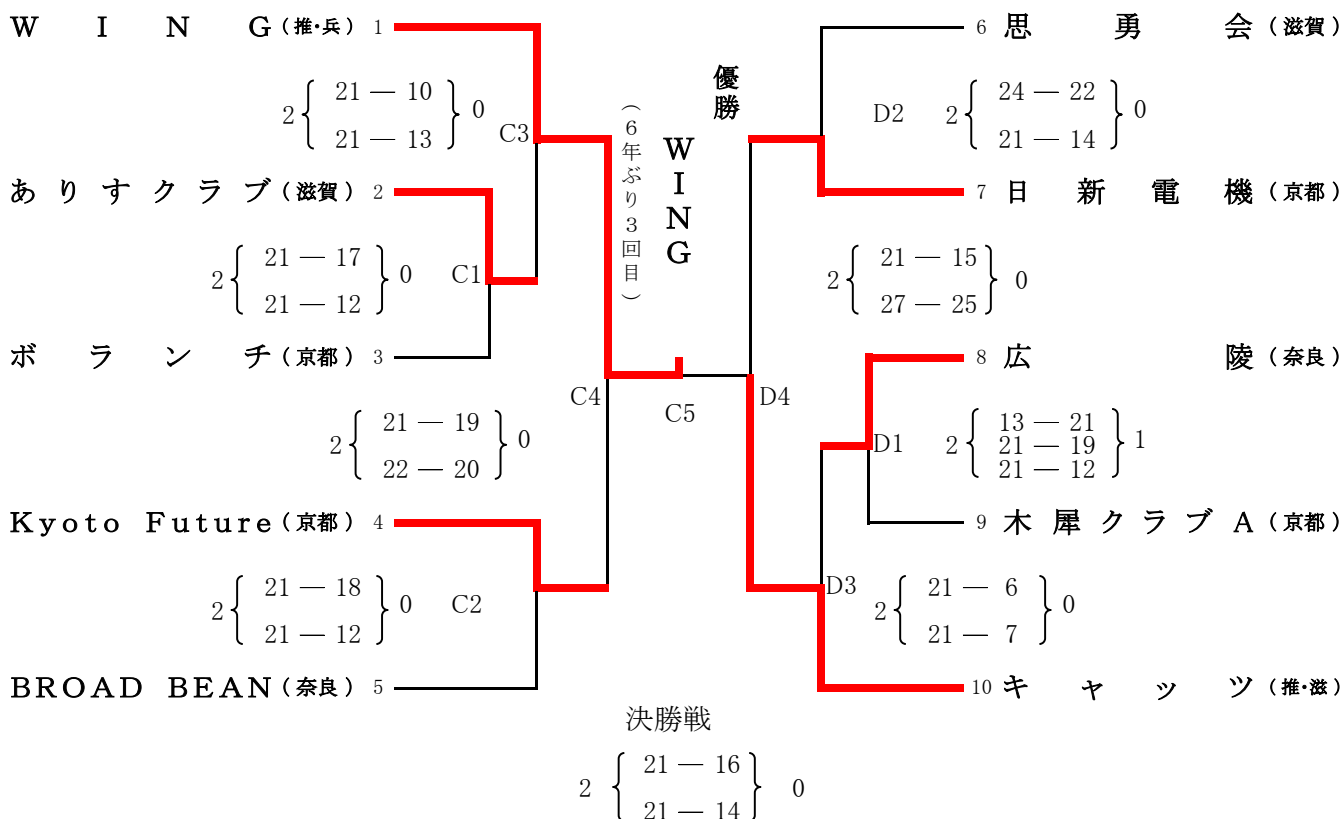 WING(推・兵) 1
6 思勇会(滋賀)
優勝
WING
(6年ぶり3回目)
2 { 21 — 10 } 0
21 — 13
C3
D2
2 { 24 — 22 } 0
21 — 14
ありすクラブ(滋賀) 2
7 日新電機(京都)
2 { 21 — 17 } 0
21 — 12
C1
2 { 21 — 15 } 0
27 — 25
ボランチ(京都) 3
8 広陵(奈良)
C4
C5
D4
2 { 21 — 19 } 0
22 — 20
D1
2 { 13 — 21 } 1
21 — 19
21 — 12
Kyoto Future(京都) 4
9 木犀クラブA(京都)
2 { 21 — 18 } 0
21 — 12
C2
D3
2 { 21 — 6 } 0
21 — 7
BROAD BEAN(奈良) 5
10 キャッツ(推・滋)
決勝戦
2 { 21 — 16 } 0
21 — 14